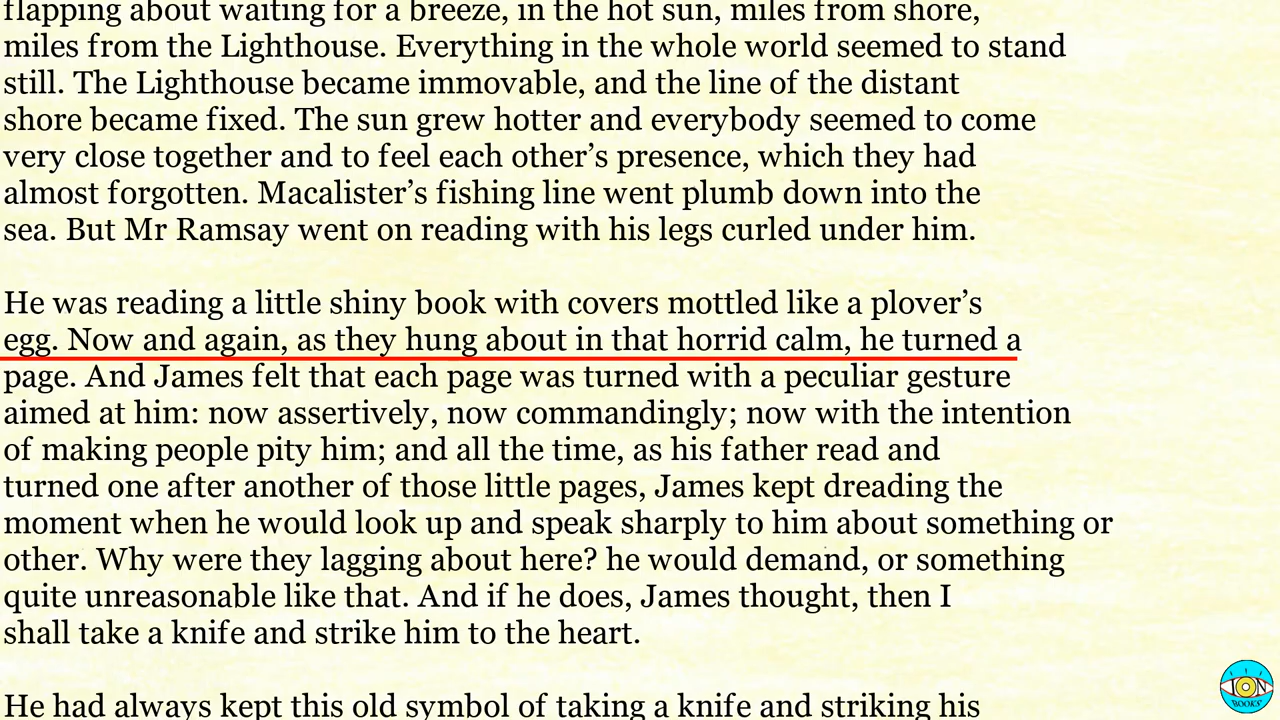 flapping about waiting for a breeze, in the hot sun, miles from shore,
miles from the Lighthouse. Everything in the whole world seemed to stand
still. The Lighthouse became immovable, and the line of the distant
shore became fixed. The sun grew hotter and everybody seemed to come
very close together and to feel each other’s presence, which they had
almost forgotten. Macalister’s fishing line went plumb down into the
sea. But Mr Ramsay went on reading with his legs curled under him.
He was reading a little shiny book with covers mottled like a plover’s
egg. Now and again, as they hung about in that horrid calm, he turned a
page. And James felt that each page was turned with a peculiar gesture
aimed at him: now assertively, now commandingly; now with the intention
of making people pity him; and all the time, as his father read and
turned one after another of those little pages, James kept dreading the
moment when he would look up and speak sharply to him about something or
other. Why were they lagging about here? he would demand, or something
quite unreasonable like that. And if he does, James thought, then I
shall take a knife and strike him to the heart.
He had always kept this old symbol of taking a knife and striking his
ION
BOOKS